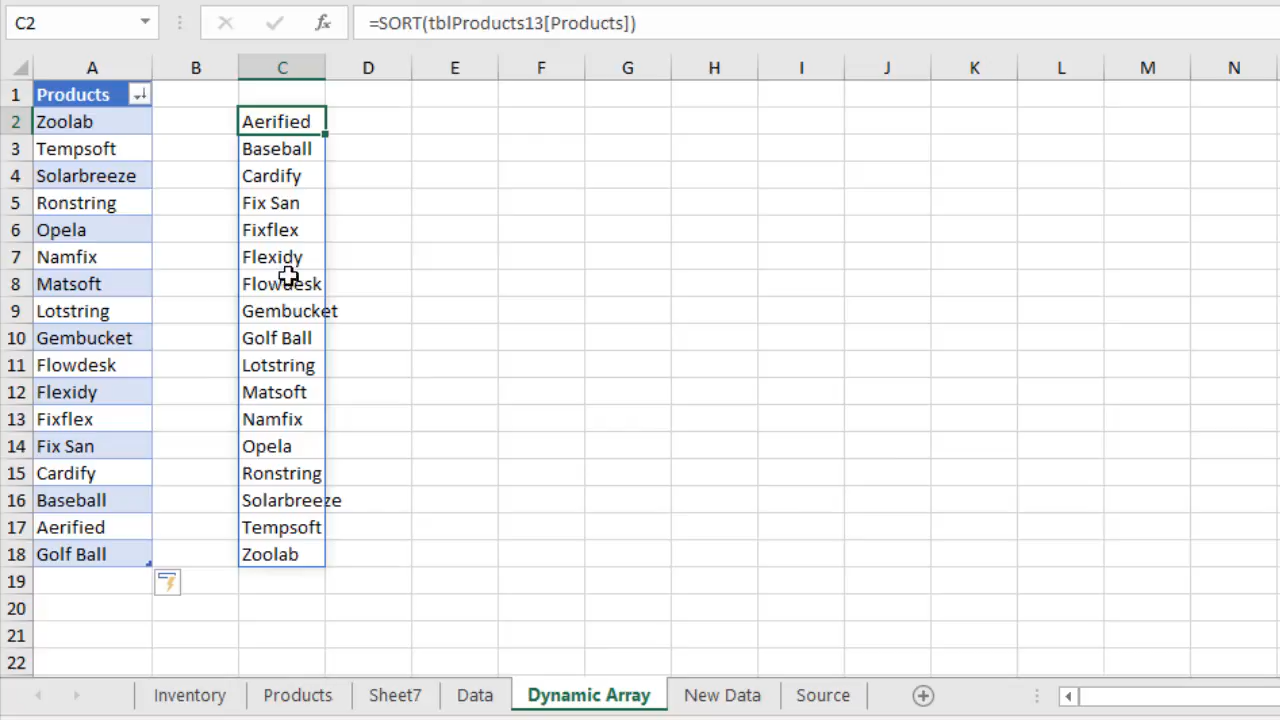 C2 fx =SORT(tblProducts13[Products])
A B C D E F G H I J K L M N
1 Products
2 Zoolab Aerified
3 Tempsoft Baseball
4 Solarbreeze Cardify
5 Ronstring Fix San
6 Opela Fixflex
7 Namfix Flexidy
8 Matsoft Flowdesk
9 Lotstring Gembucket
10 Gembucket Golf Ball
11 Flowdesk Lotstring
12 Flexidy Matsoft
13 Fixflex Namfix
14 Fix San Opela
15 Cardify Ronstring
16 Baseball Solarbreeze
17 Aerified Tempsoft
18 Golf Ball Zoolab
19
20
21
22
Inventory Products Sheet7 Data Dynamic Array New Data Source